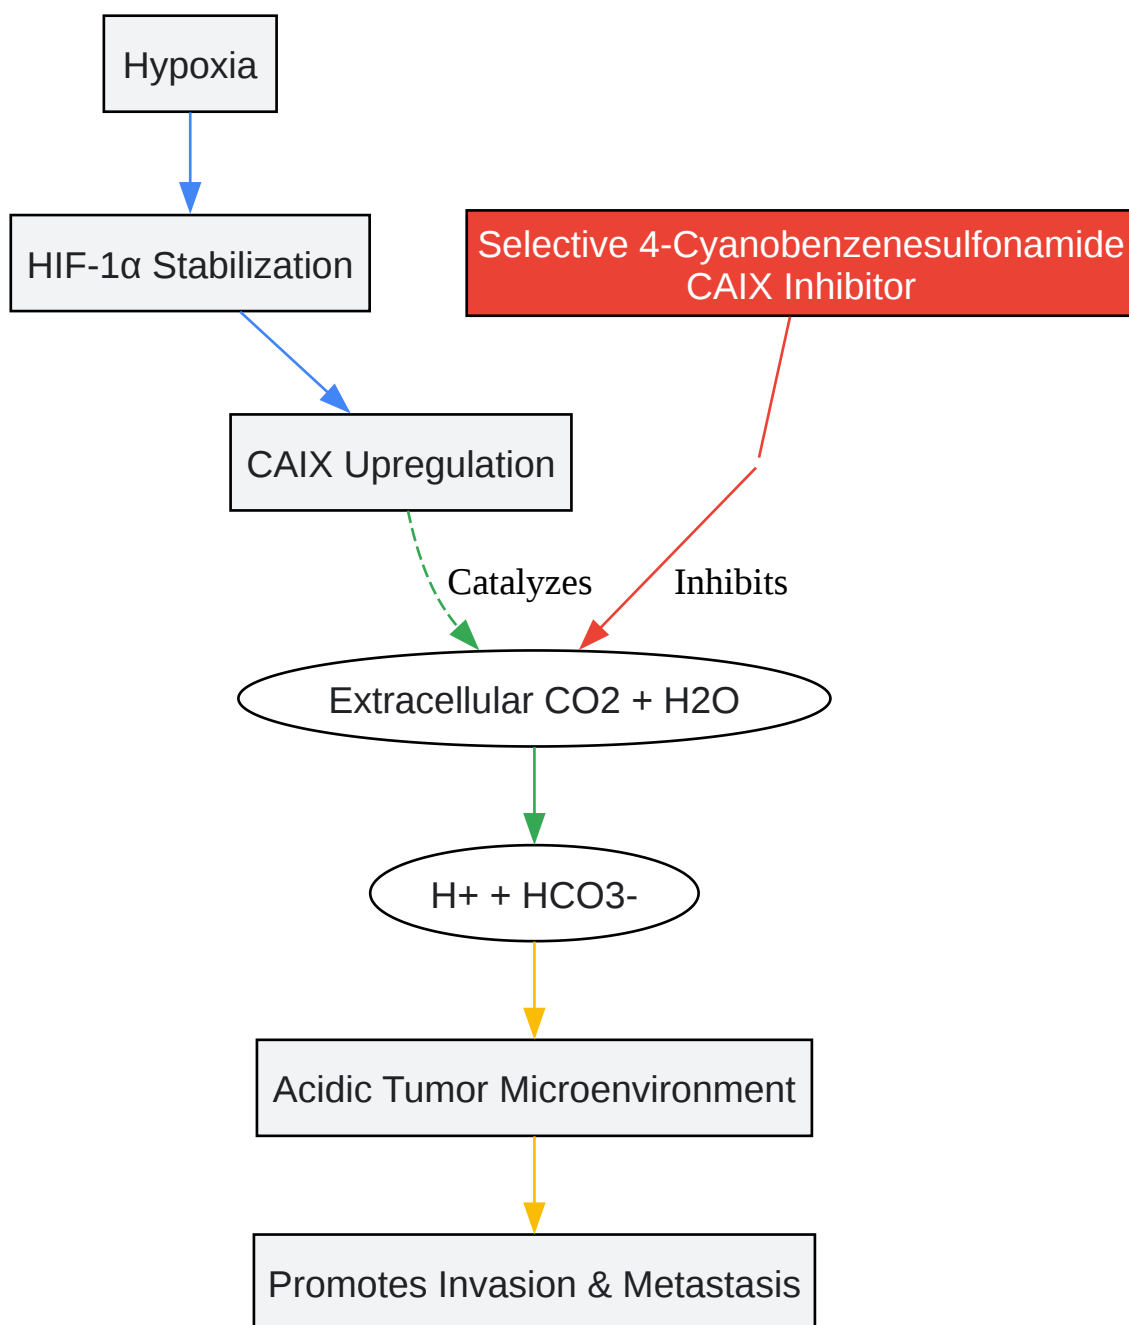 Hypoxia
HIF-1α Stabilization
Selective 4-Cyanobenzenesulfonamide
CAIX Inhibitor
CAIX Upregulation
Catalyzes
Inhibits
Extracellular CO2 + H2O
H+ + HCO3-
Acidic Tumor Microenvironment
Promotes Invasion & Metastasis